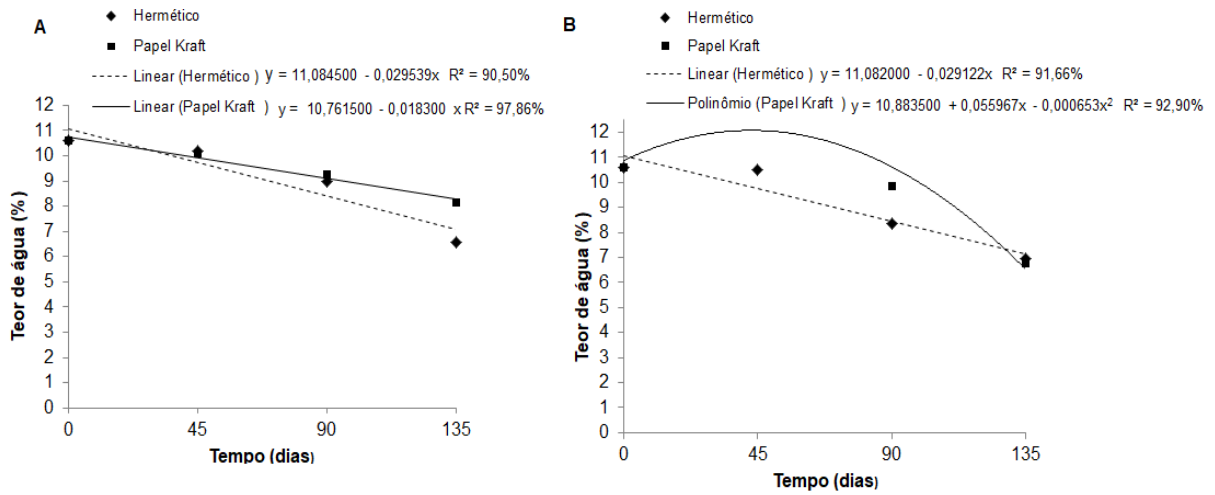 A
Hermético
Papel Kraft
Linear (Hermético ) y = 11,084500 - 0,029539x R² = 90,50%
Linear (Papel Kraft ) y = 10,761500 - 0,018300 x R² = 97,86%
Teor de água (%)
12
11
10
9
8
7
6
5
4
3
2
1
0
0 45 90 135
Tempo (dias)
B
Hermético
Papel Kraft
Linear (Hermético ) y = 11,082000 - 0,029122x R² = 91,66%
Polinômio (Papel Kraft ) y = 10,883500 + 0,055967x - 0,000653x² R² = 92,90%
Teor de água (%)
12
11
10
9
8
7
6
5
4
3
2
1
0
0 45 90 135
Tempo (dias)